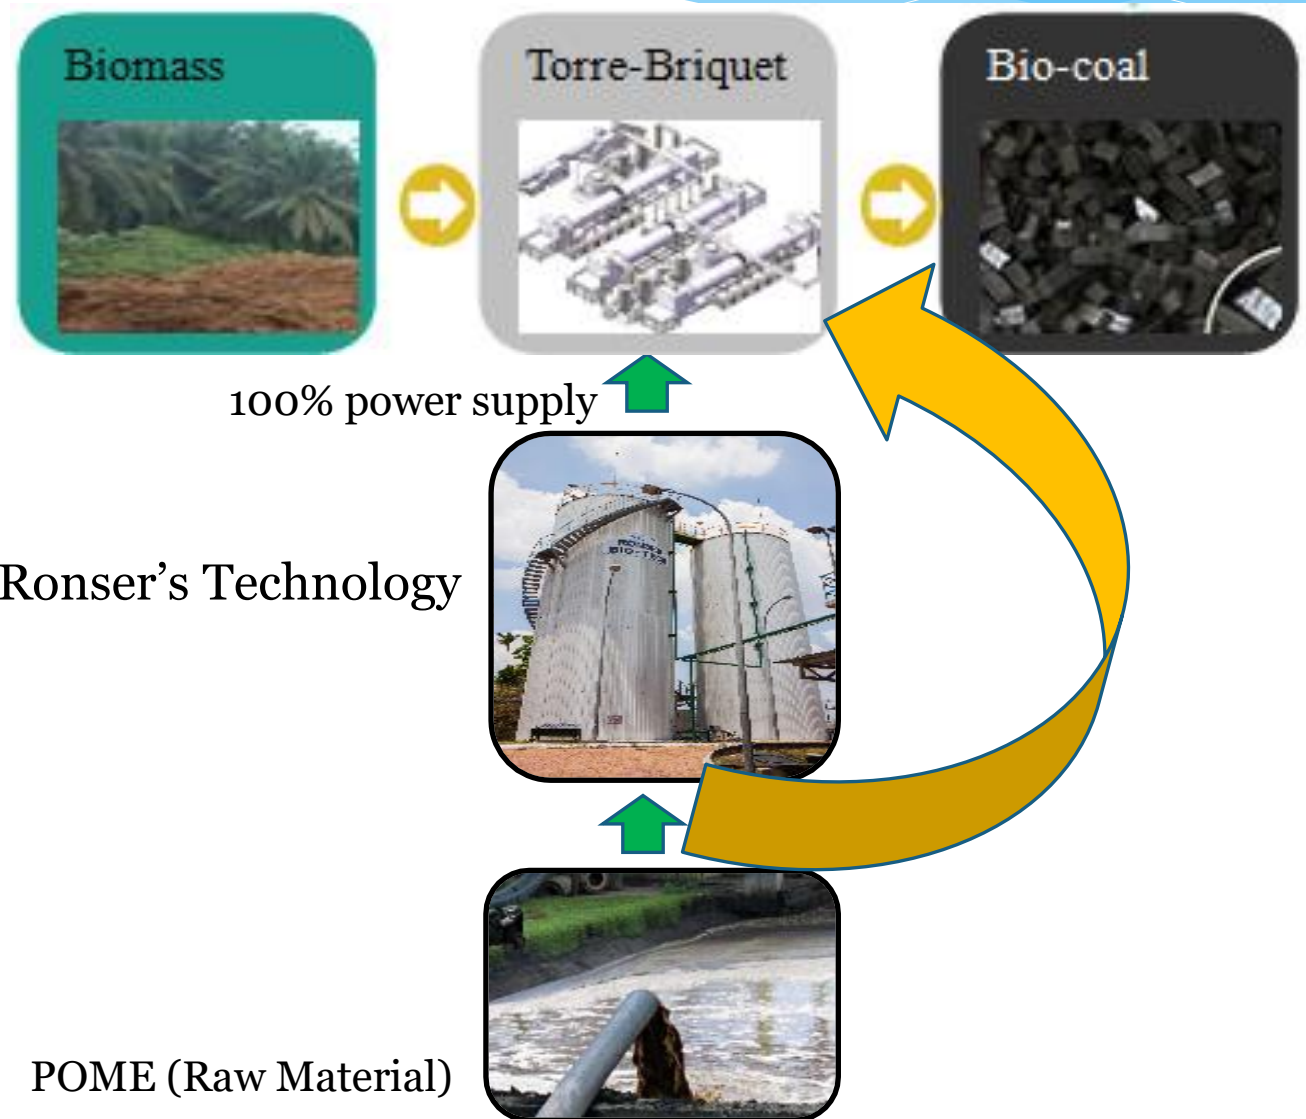 Biomass
Torre-Briquet
Bio-coal
100% power supply
Ronser's Technology
POME (Raw Material)